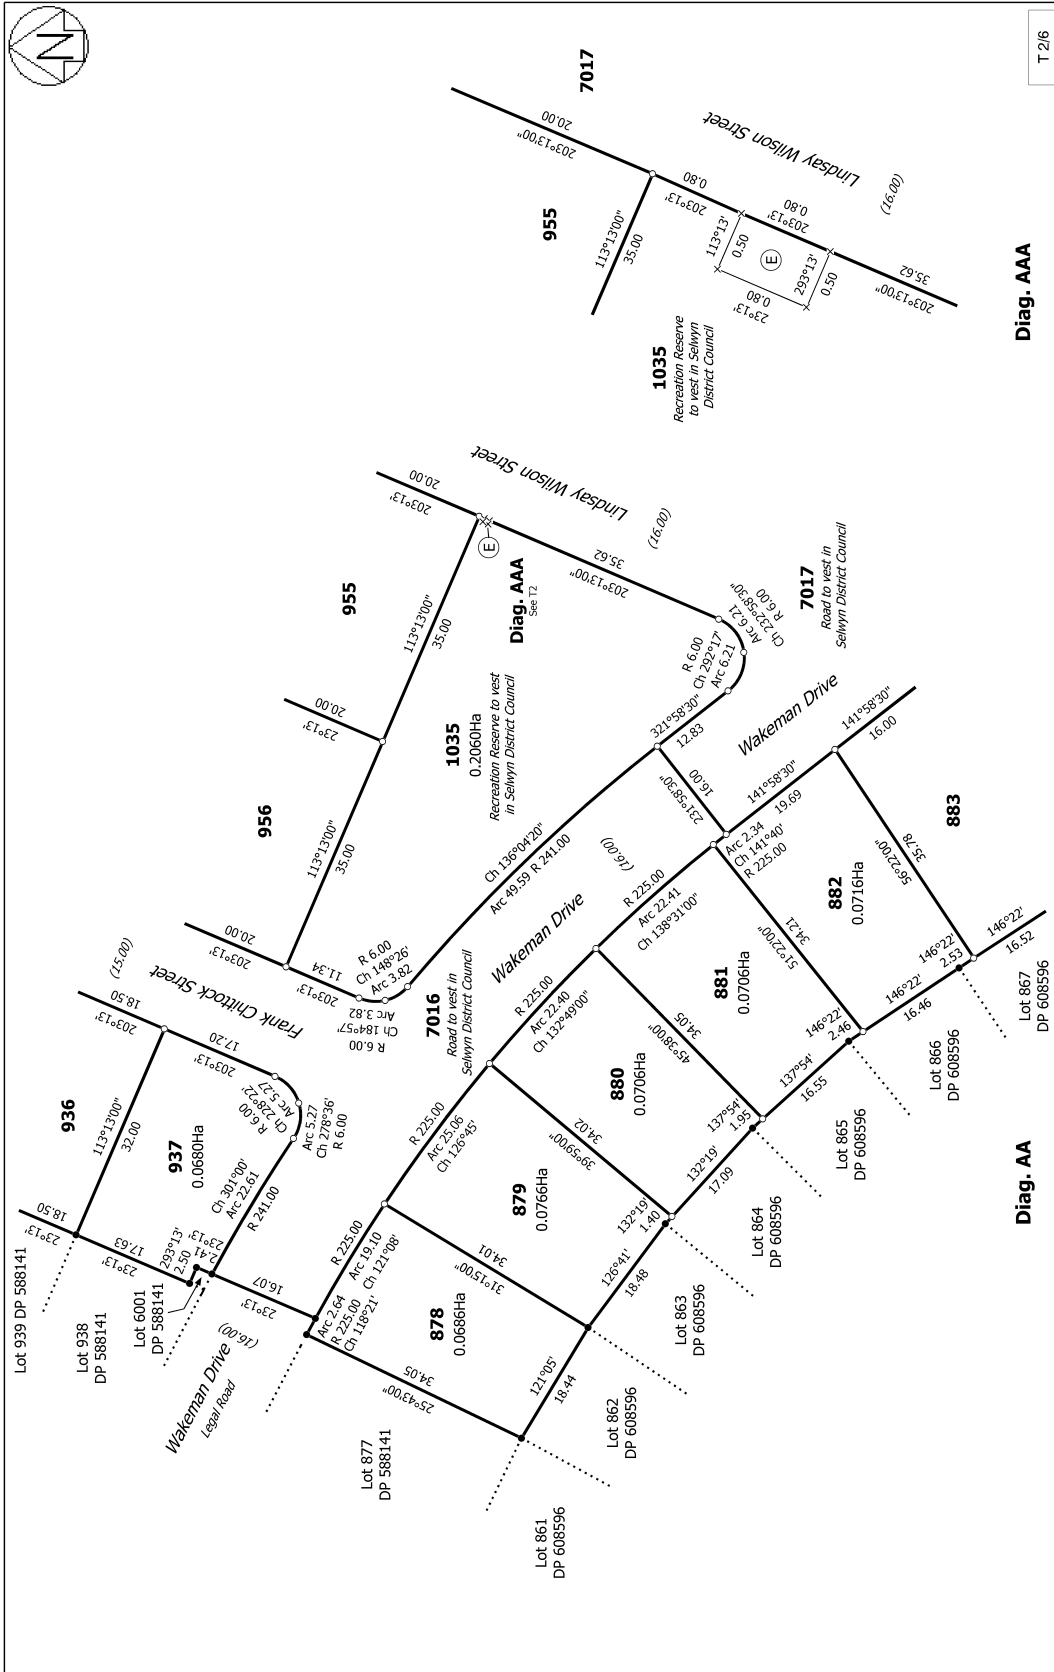 N
T 2/6
Lot 939 DP 588141
Lot 938
DP 588141
Lot 6001
DP 588141
23°13'
18.50
936
113°13'00"
32.00
203°13'
18.50
(15.00)
Frank Chittock Street
937
0.0680Ha
23°13'
17.63
293°13'
2.50
23°13'
2.41
Ch 301°00'
Arc 22.61
R 241.00
203°13'
17.20
R 6.00
Ch 228°22'
Arc 5.27
Arc 5.27
Ch 278°36'
R 6.00
23°13'
16.07
(16.00)
Wakeman Drive
Legal Road
Lot 877
DP 588141
Arc 2.64
R 225.00
Ch 118°21'
R 225.00
Arc 19.10
Ch 121°08'
878
0.0686Ha
25°43'00"
34.05
31°15'00"
34.01
121°05'
18.44
Lot 861
DP 608596
Lot 862
DP 608596
R 225.00
Arc 25.06
Ch 126°45'
879
0.0766Ha
39°59'00"
34.02
126°41'
18.48
132°19'
1.40
Lot 863
DP 608596
7016
Road to vest in
Selwyn District Council
Wakeman Drive
(16.00)
R 225.00
Arc 22.40
Ch 132°49'00"
880
0.0706Ha
45°38'00"
34.05
132°19'
17.09
137°54'
1.95
Lot 864
DP 608596
R 225.00
Arc 22.41
Ch 138°31'00"
881
0.0706Ha
51°22'00"
34.21
137°54'
16.55
146°22'
2.46
Lot 865
DP 608596
Arc 2.34
Ch 141°40'
R 225.00
882
0.0716Ha
141°58'30"
19.69
56°22'00"
35.78
146°22'
16.46
146°22'
2.53
Lot 866
DP 608596
883
141°58'30"
16.00
146°22'
16.52
Lot 867
DP 608596
Wakeman Drive
231°58'30"
16.00
321°58'30"
12.83
956
203°13'
20.00
113°13'00"
35.00
23°13'
20.00
955
113°13'00"
35.00
203°13'
20.00
203°13'
11.34
R 6.00
Ch 148°26'
Arc 3.82
R 6.00
Ch 184°57'
Arc 3.82
Ch 136°04'20"
Arc 49.59 R 241.00
1035
0.2060Ha
Recreation Reserve to vest
in Selwyn District Council
E
Diag. AAA
See T2
203°13'00"
35.62
Lindsay Wilson Street
(16.00)
R 6.00
Ch 292°17'
Arc 6.21
Arc 6.21
Ch 232°58'30"
R 6.00
7017
Road to vest in
Selwyn District Council
Diag. AA
955
7017
203°13'00"
20.00
113°13'00"
35.00
203°13'
0.80
113°13'
0.50
203°13'
0.80
E
23°13'
0.80
293°13'
0.50
203°13'00"
35.62
Lindsay Wilson Street
(16.00)
1035
Recreation Reserve
to vest in Selwyn
District Council
Diag. AAA